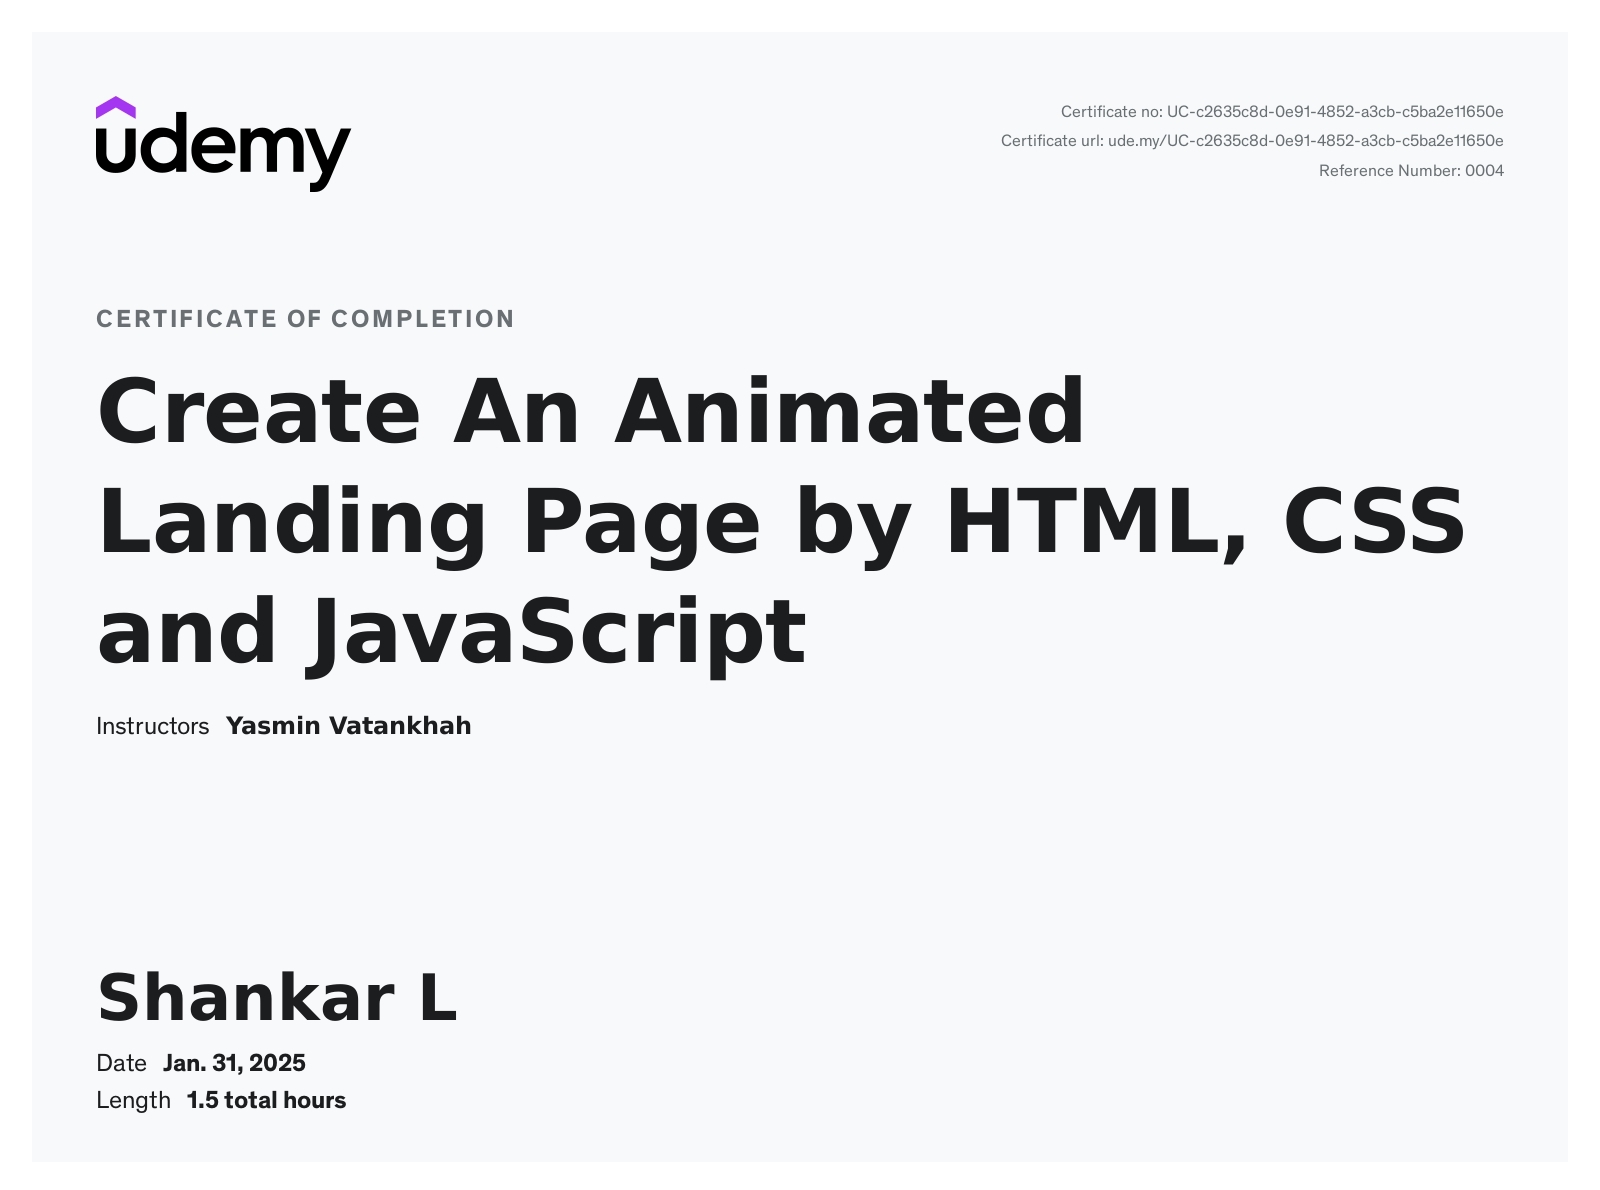 udemy
Certificate no: UC-c2635c8d-0e91-4852-a3cb-c5ba2e11650e
Certificate url: ude.my/UC-c2635c8d-0e91-4852-a3cb-c5ba2e11650e
Reference Number: 0004
CERTIFICATE OF COMPLETION
Create An Animated
Landing Page by HTML, CSS
and JavaScript
Instructors Yasmin Vatankhah
Shankar L
Date Jan. 31, 2025
Length 1.5 total hours